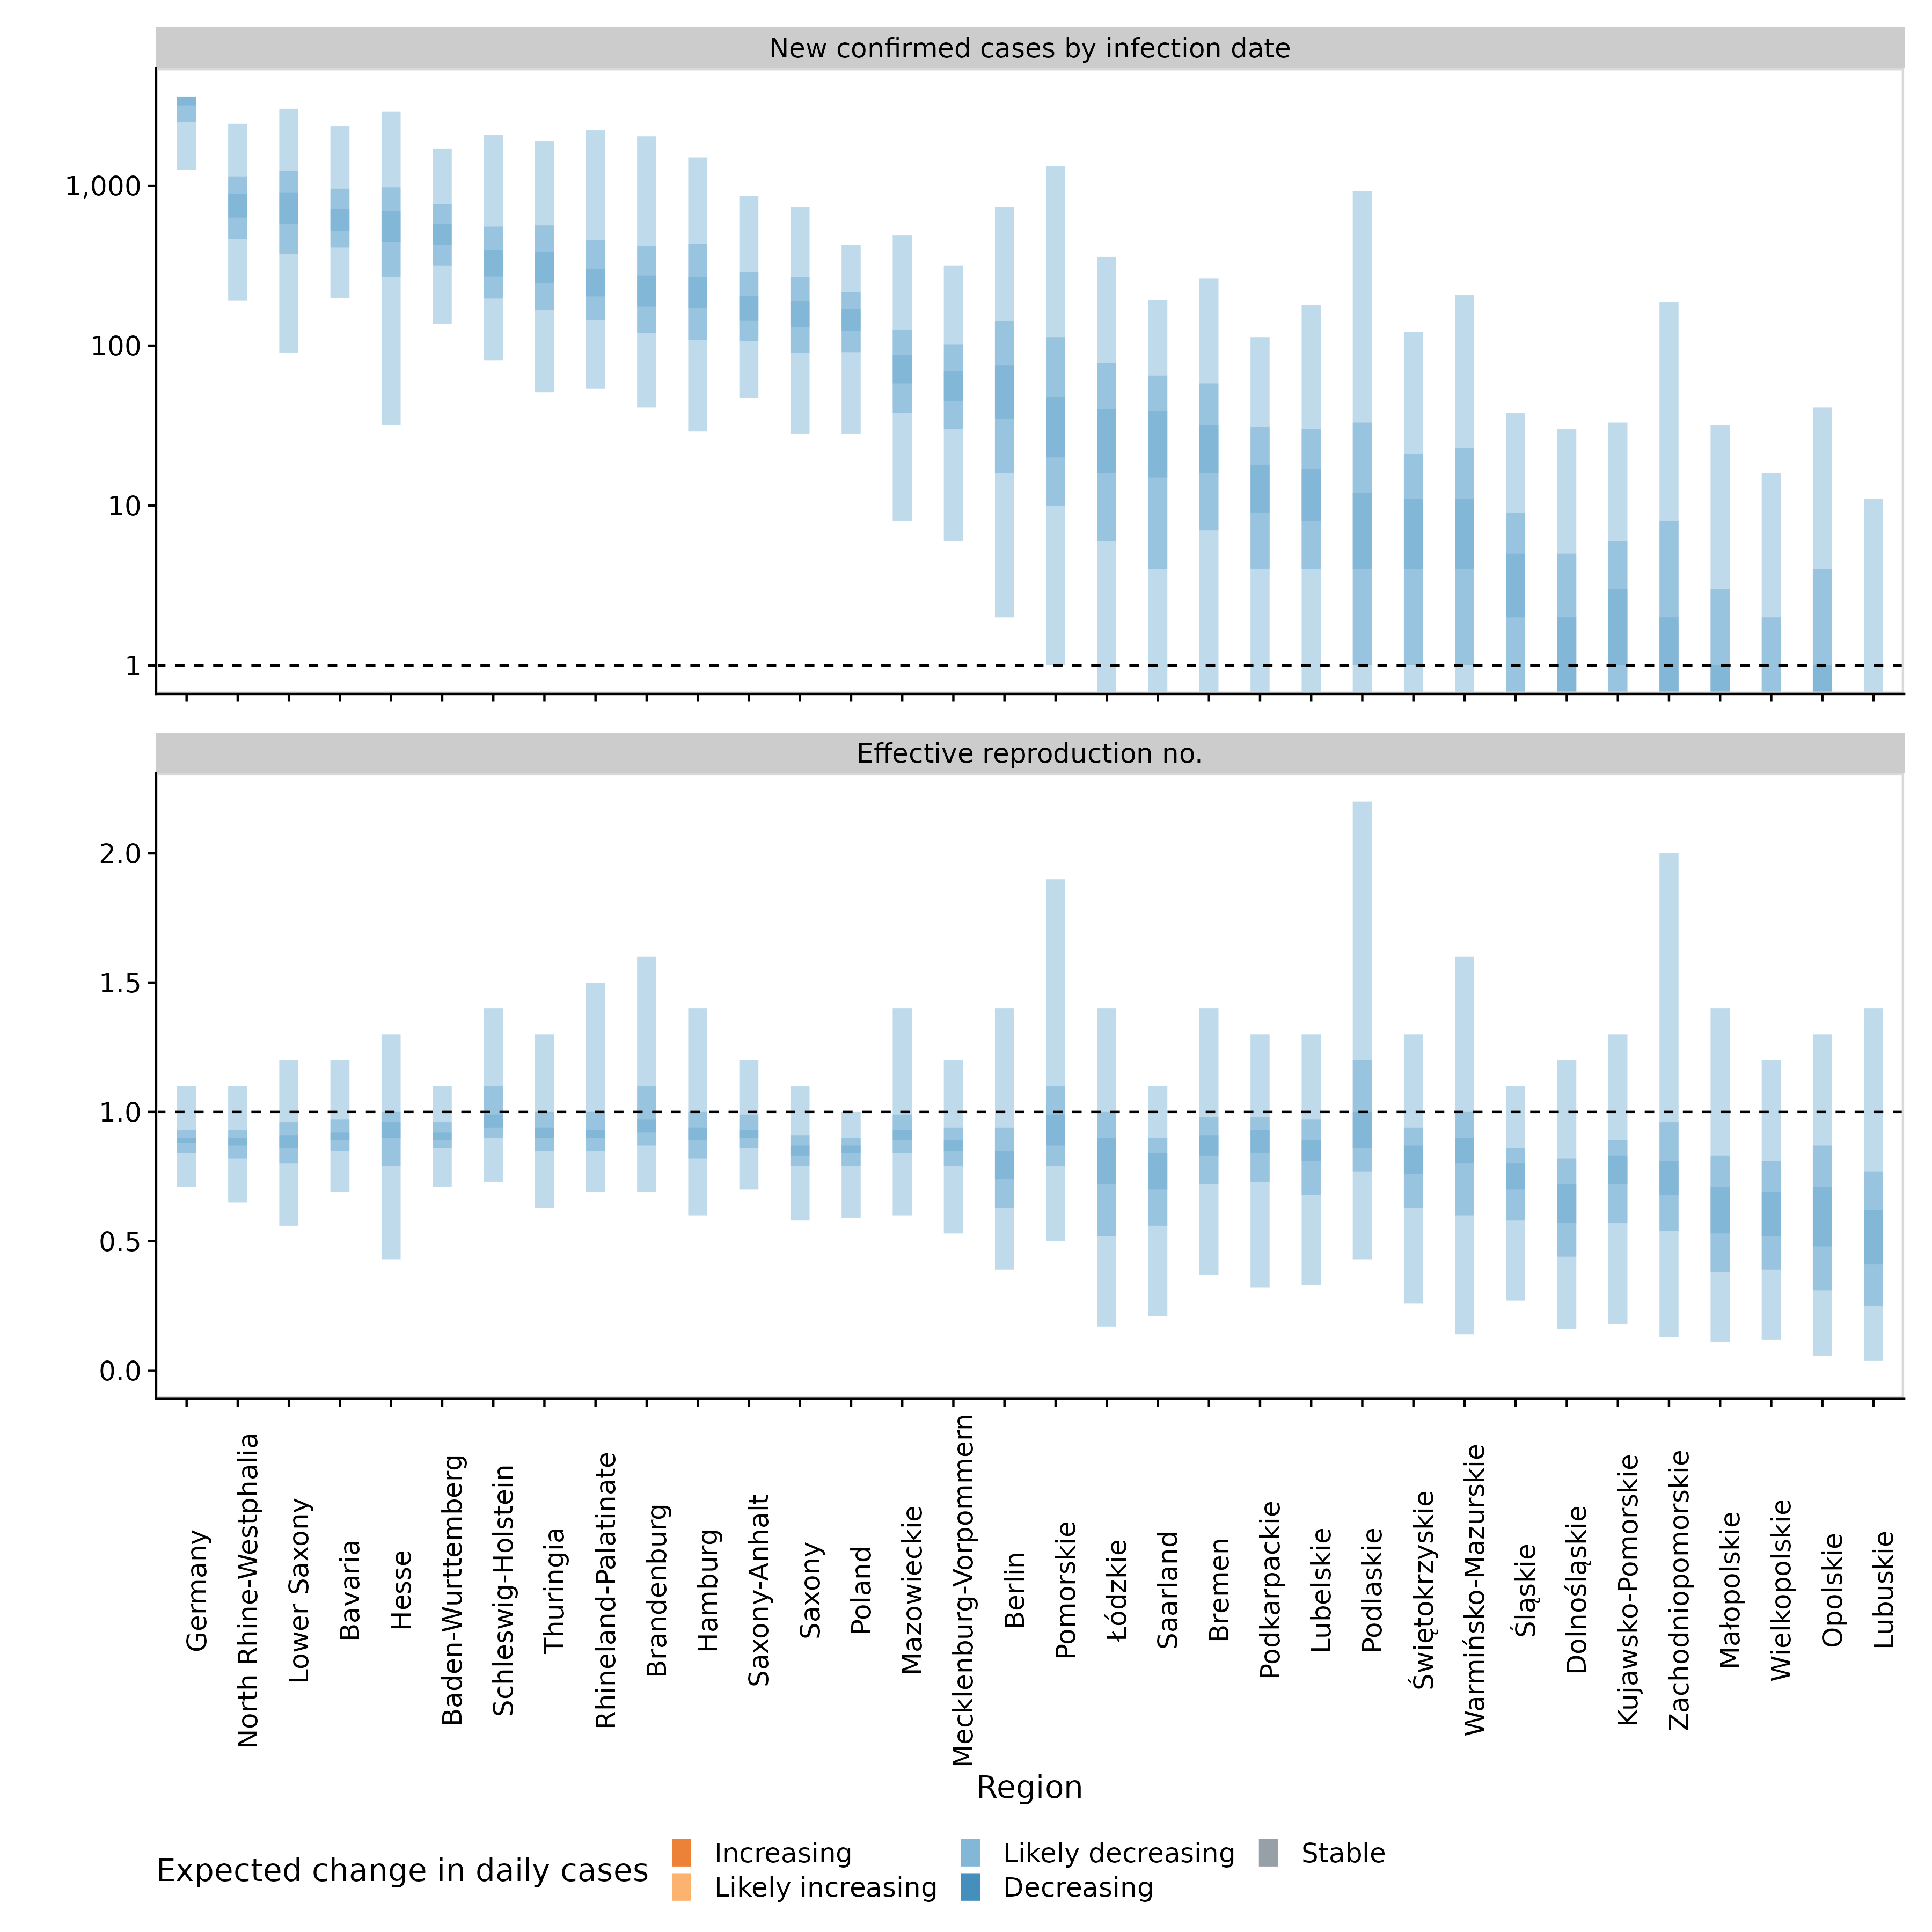 New confirmed cases by infection date
1,000
100
10
1
Effective reproduction no.
2.0
1.5
1.0
0.5
0.0
Germany
North Rhine-Westphalia
Lower Saxony
Bavaria
Hesse
Baden-Wurttemberg
Schleswig-Holstein
Thuringia
Rhineland-Palatinate
Brandenburg
Hamburg
Saxony-Anhalt
Saxony
Poland
Mazowieckie
Mecklenburg-Vorpommern
Berlin
Pomorskie
Łódzkie
Saarland
Bremen
Podkarpackie
Lubelskie
Podlaskie
Świętokrzyskie
Warmińsko-Mazurskie
Śląskie
Dolnośląskie
Kujawsko-Pomorskie
Zachodniopomorskie
Małopolskie
Wielkopolskie
Opolskie
Lubuskie
Region
Expected change in daily cases
Increasing
Likely increasing
Likely decreasing
Decreasing
Stable